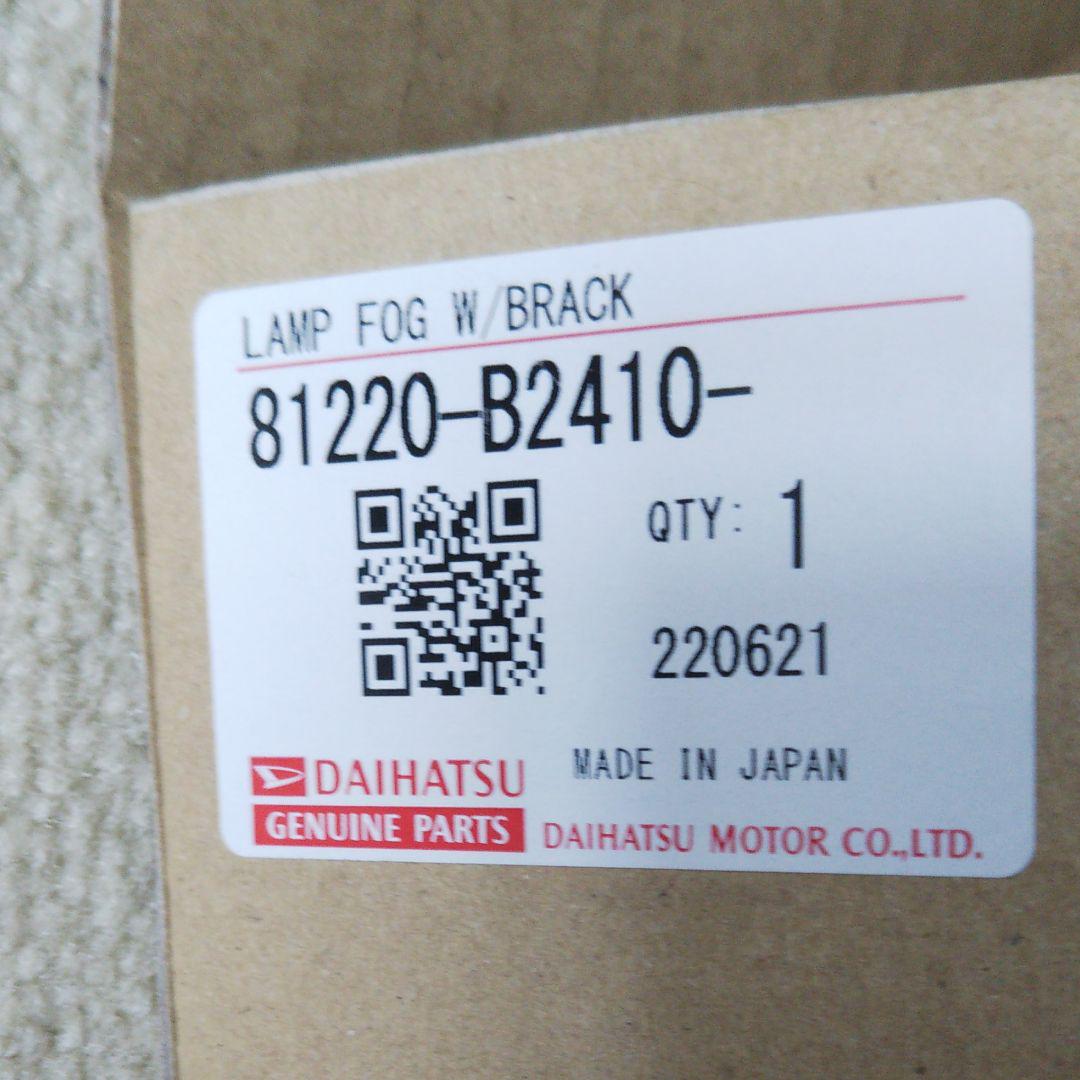 LAMP FOG W/BRACK
81220-B2410-
QTY: 1
220621
MADE IN JAPAN
DAIHATSU
GENUINE PARTS
DAIHATSU MOTOR CO.,LTD.